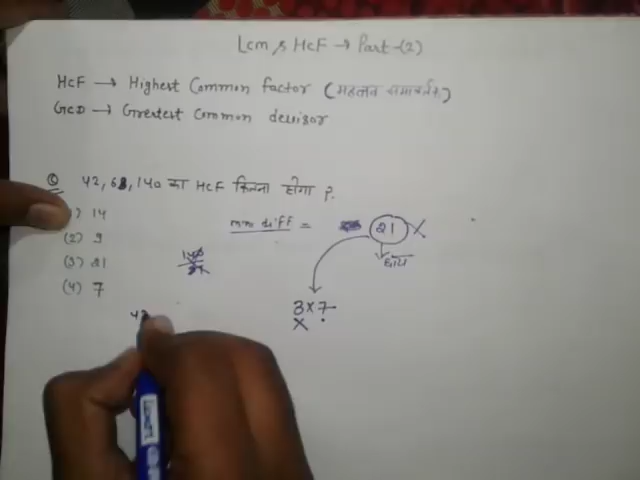 Lcm & HCF → Part-(2)
HCF → Highest Common factor (महत्तम समापवर्तक)
GCD → Greatest Common devisor
Q 42, 63, 140 का HCF कितना होगा ?
(1) 14
(2) 9
(3) 21
(4) 7
min diff = 21 X
3 x 7
X
42